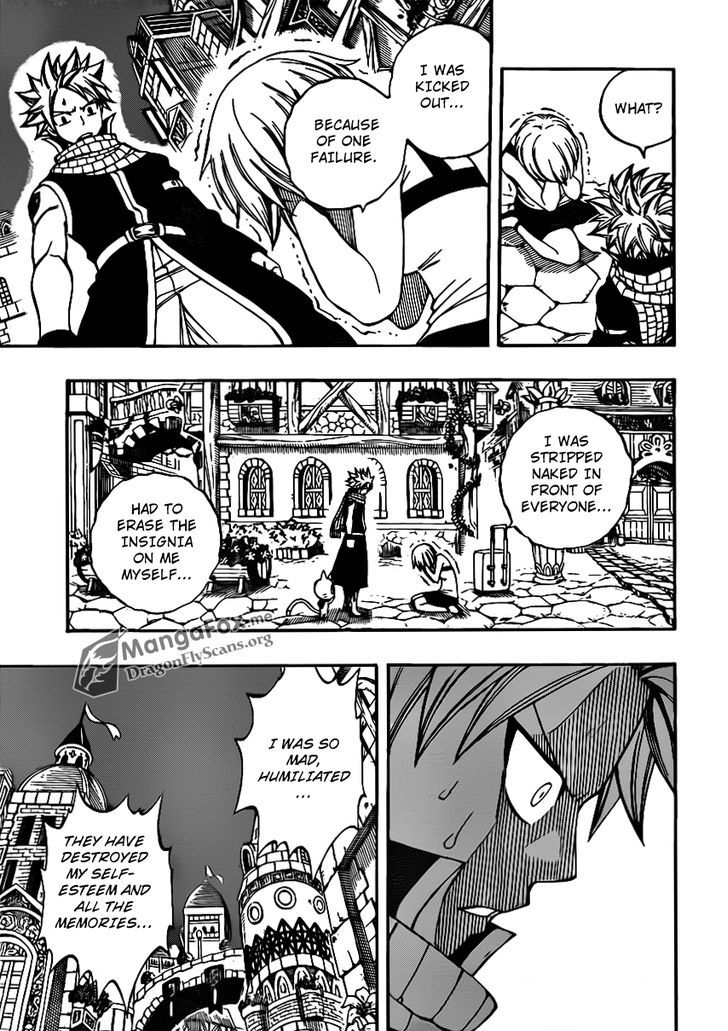 WHAT?
I WAS
KICKED
OUT...
BECAUSE
OF ONE
FAILURE.
I WAS
STRIPPED
NAKED IN
FRONT OF
EVERYONE...
HAD TO
ERASE THE
INSIGNIA
ON ME
MYSELF...
MangaFox.me
DragonFlyScans.org
I WAS SO
MAD,
HUMILIATED
...
THEY HAVE
DESTROYED
MY SELF-
ESTEEM AND
ALL THE
MEMORIES...